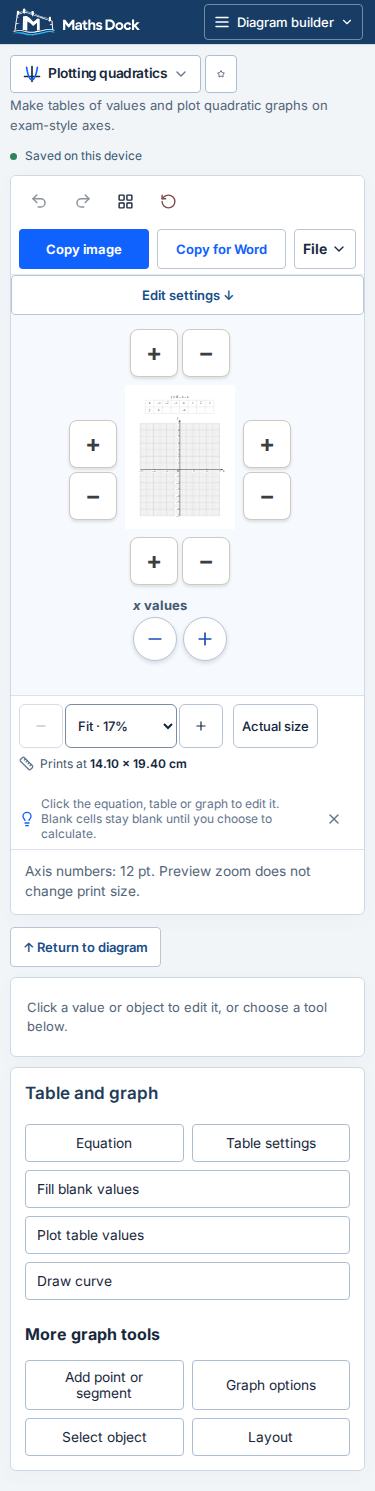 Maths Dock
Diagram builder
Plotting quadratics
Make tables of values and plot quadratic graphs on
exam-style axes.
Saved on this device
Copy image
Copy for Word
File
Edit settings ↓
+ −
+ +
− −
+ −
x values
− +
− Fit · 17% + Actual size
Prints at 14.10 × 19.40 cm
Click the equation, table or graph to edit it.
Blank cells stay blank until you choose to
calculate.
Axis numbers: 12 pt. Preview zoom does not
change print size.
↑ Return to diagram
Click a value or object to edit it, or choose a tool
below.
Table and graph
Equation
Table settings
Fill blank values
Plot table values
Draw curve
More graph tools
Add point or
segment
Graph options
Select object
Layout